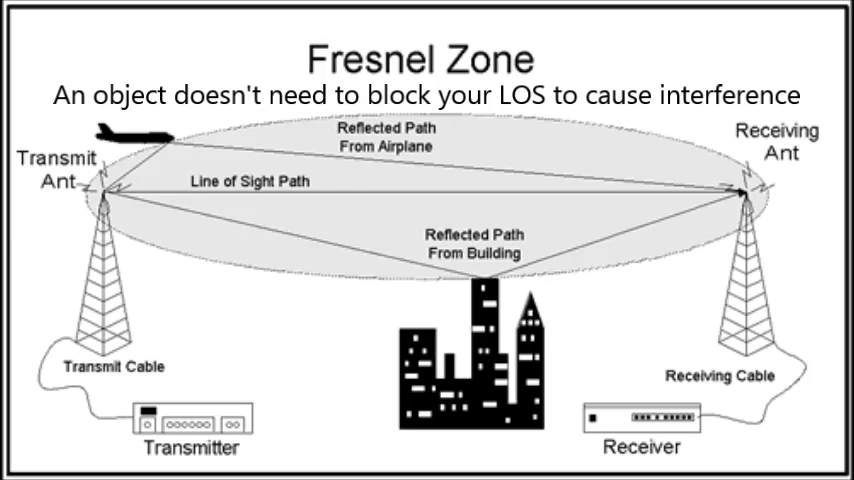 Fresnel Zone
An object doesn't need to block your LOS to cause interference
Reflected Path
From Airplane
Receiving
Ant
Transmit
Ant
Line of Sight Path
Reflected Path
From Building
Transmit Cable
Receiving Cable
Transmitter
Receiver